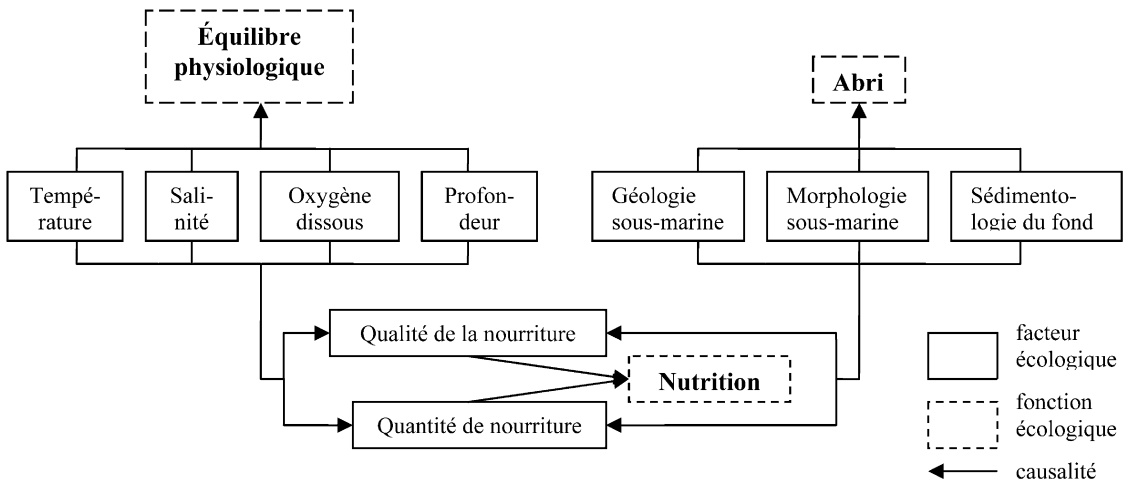 Équilibre
physiologique
Abri
Tempé-
rature
Sali-
nité
Oxygène
dissous
Profon-
deur
Géologie
sous-marine
Morphologie
sous-marine
Sédimento-
logie du fond
Qualité de la nourriture
Nutrition
Quantité de nourriture
facteur
écologique
fonction
écologique
causalité